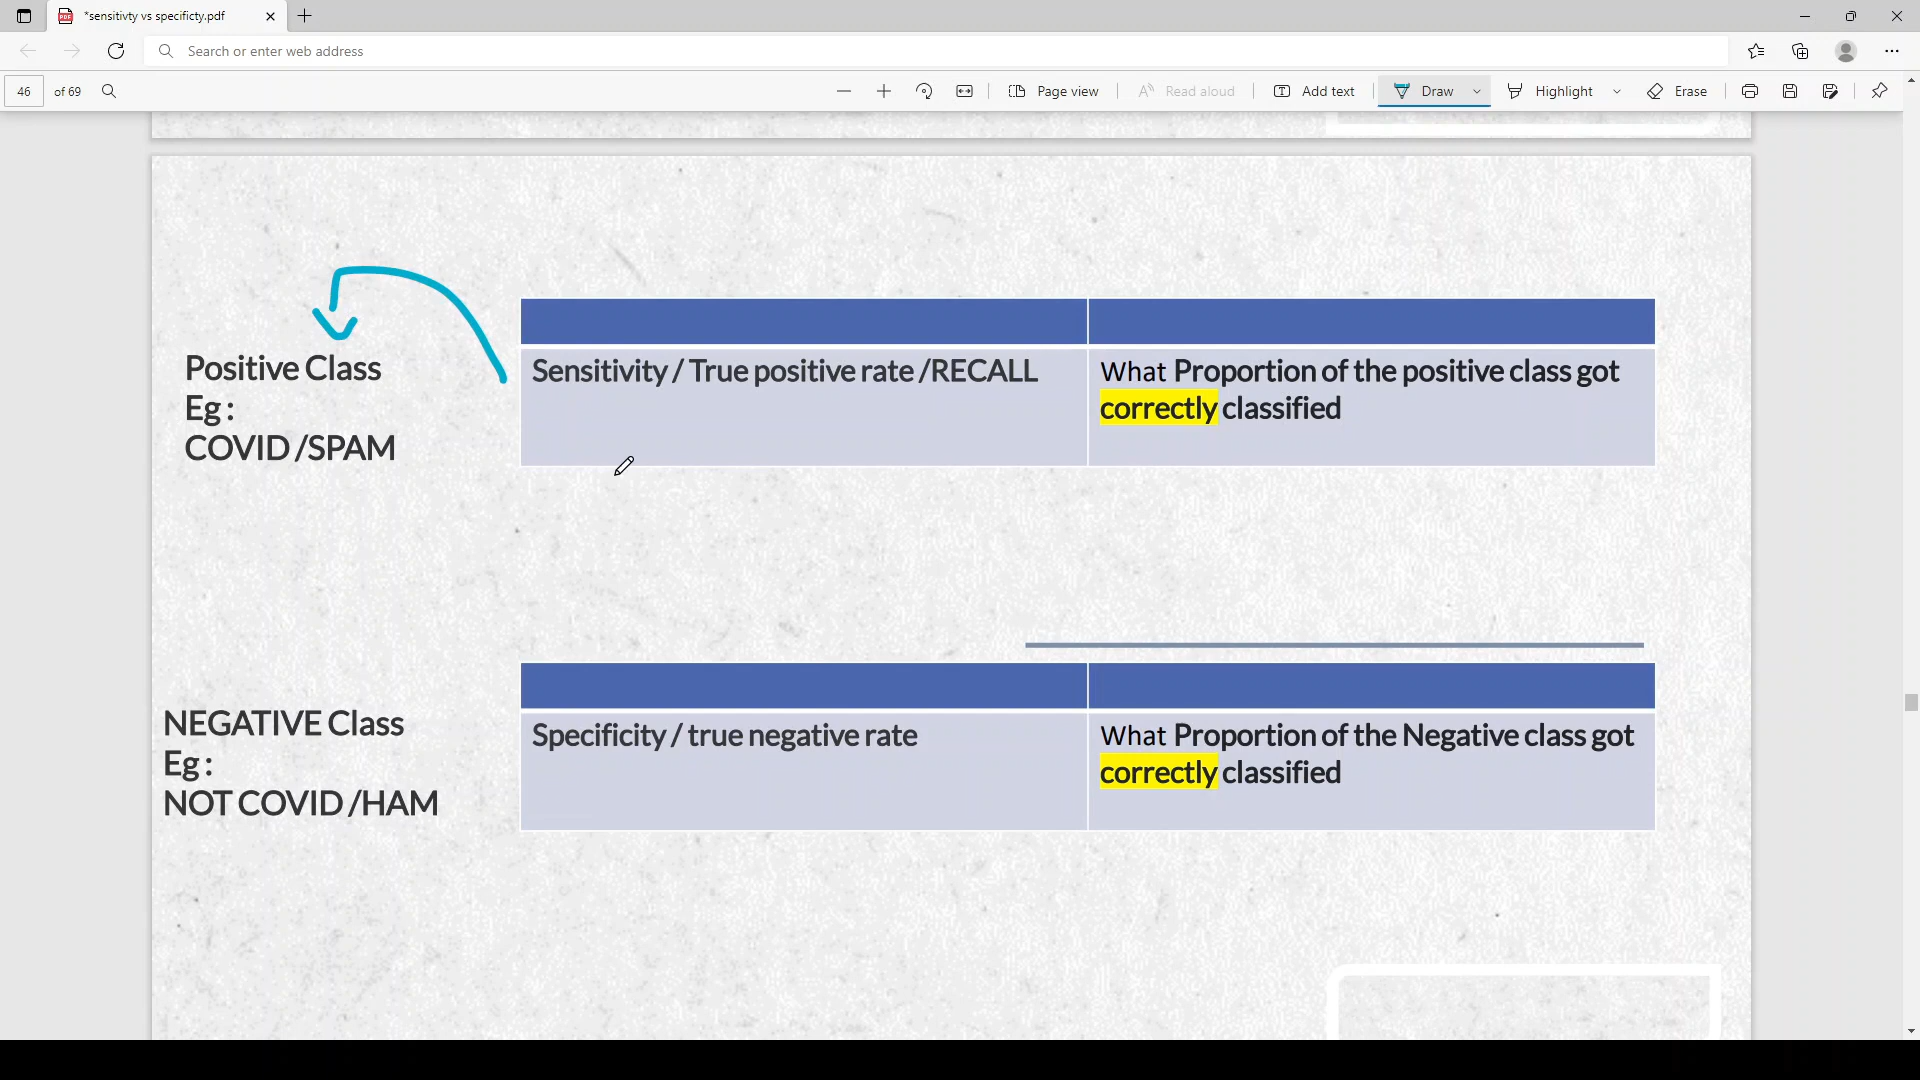 *sensitivty vs specificty.pdf
Search or enter web address
46 of 69
Page view
Read aloud
Add text
Draw
Highlight
Erase
Positive Class
Eg :
COVID /SPAM
Sensitivity / True positive rate /RECALL
What Proportion of the positive class got
correctly classified
NEGATIVE Class
Eg :
NOT COVID /HAM
Specificity / true negative rate
What Proportion of the Negative class got
correctly classified